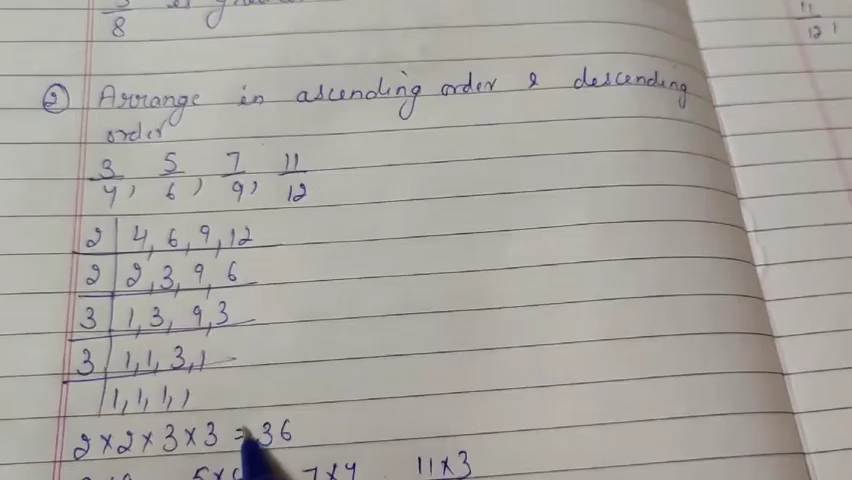 8
11
12,
② Arrange in ascending order & descending
order
3/4, 5/6, 7/9, 11/12
2 | 4, 6, 9, 12
2 | 2, 3, 9, 6
3 | 1, 3, 9, 3
3 | 1, 1, 3, 1
| 1, 1, 1, 1
2 × 2 × 3 × 3 = 36
7×4 11×3